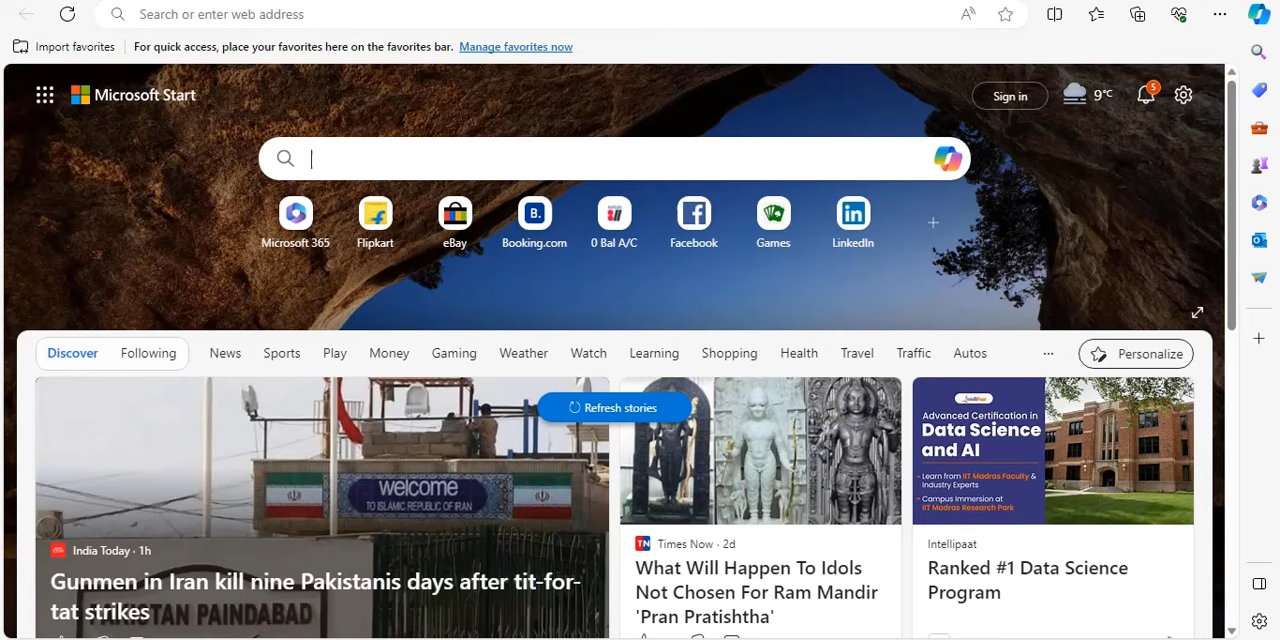 Search or enter web address
Import favorites
For quick access, place your favorites here on the favorites bar. Manage favorites now
Microsoft Start
Sign in
9°C
5
Microsoft 365
Flipkart
eBay
B.
Booking.com
0 Bal A/C
Facebook
Games
LinkedIn
Discover Following News Sports Play Money Gaming Weather Watch Learning Shopping Health Travel Traffic Autos ... Personalize
Refresh stories
welcome
TO ISLAMIC REPUBLIC OF IRAN
PAKISTAN PAINDABAD
India Today · 1h
Gunmen in Iran kill nine Pakistanis days after tit-for-
tat strikes
TN Times Now · 2d
What Will Happen To Idols
Not Chosen For Ram Mandir
'Pran Pratishtha'
Intellipaat
Advanced Certification in
Data Science
and AI
- Learn from IIT Madras Faculty &
Industry Experts
- Campus Immersion at
IIT Madras Research Park
Intellipaat
Ranked #1 Data Science
Program